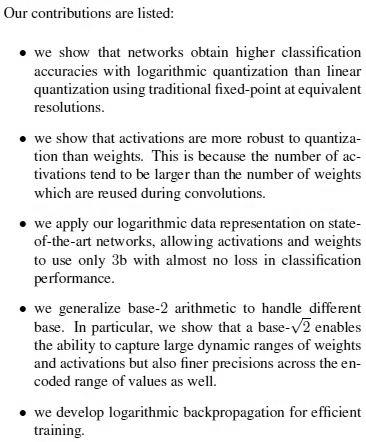 Our contributions are listed:
• we show that networks obtain higher classification
accuracies with logarithmic quantization than linear
quantization using traditional fixed-point at equivalent
resolutions.
• we show that activations are more robust to quantiza-
tion than weights. This is because the number of ac-
tivations tend to be larger than the number of weights
which are reused during convolutions.
• we apply our logarithmic data representation on state-
of-the-art networks, allowing activations and weights
to use only 3b with almost no loss in classification
performance.
• we generalize base-2 arithmetic to handle different
base. In particular, we show that a base-√2 enables
the ability to capture large dynamic ranges of weights
and activations but also finer precisions across the en-
coded range of values as well.
• we develop logarithmic backpropagation for efficient
training.